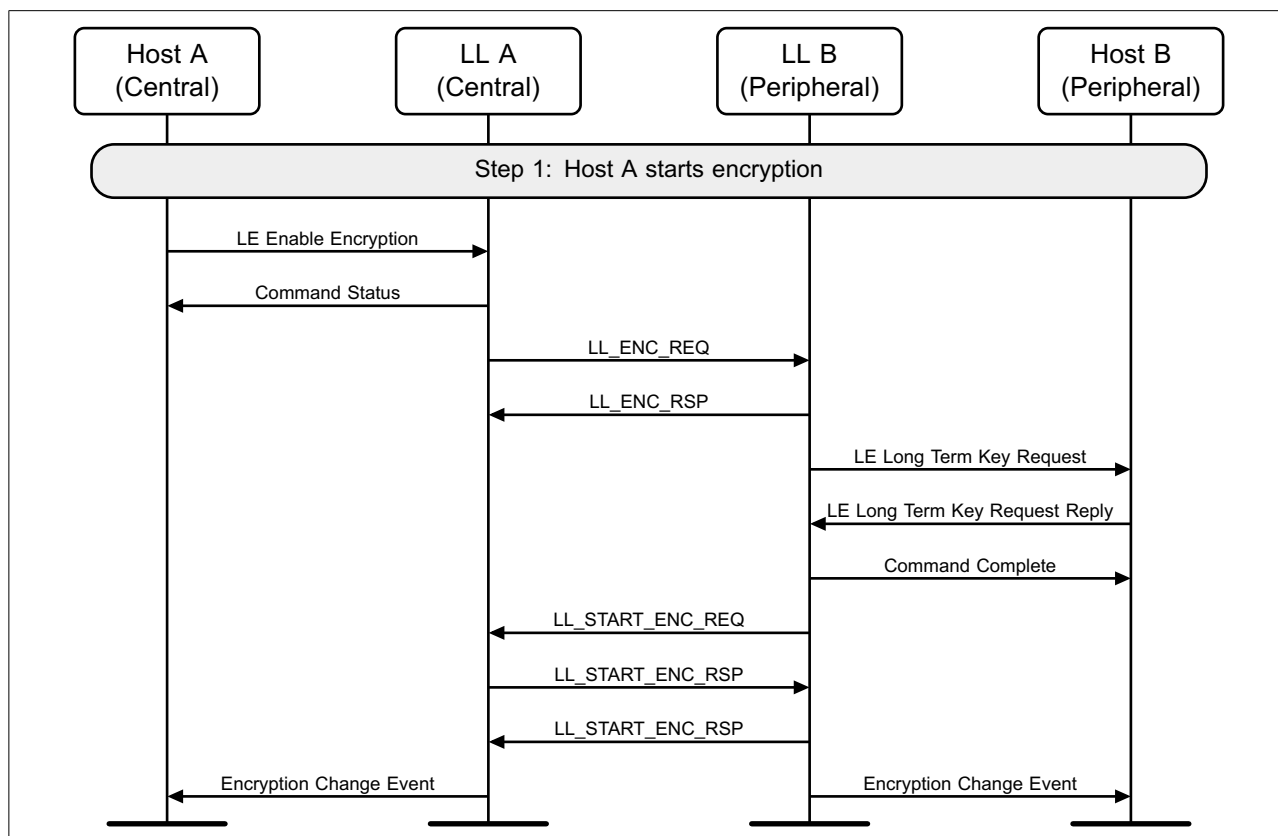 Host A
(Central)
LL A
(Central)
LL B
(Peripheral)
Host B
(Peripheral)
Step 1: Host A starts encryption
LE Enable Encryption
Command Status
LL_ENC_REQ
LL_ENC_RSP
LE Long Term Key Request
LE Long Term Key Request Reply
Command Complete
LL_START_ENC_REQ
LL_START_ENC_RSP
LL_START_ENC_RSP
Encryption Change Event
Encryption Change Event